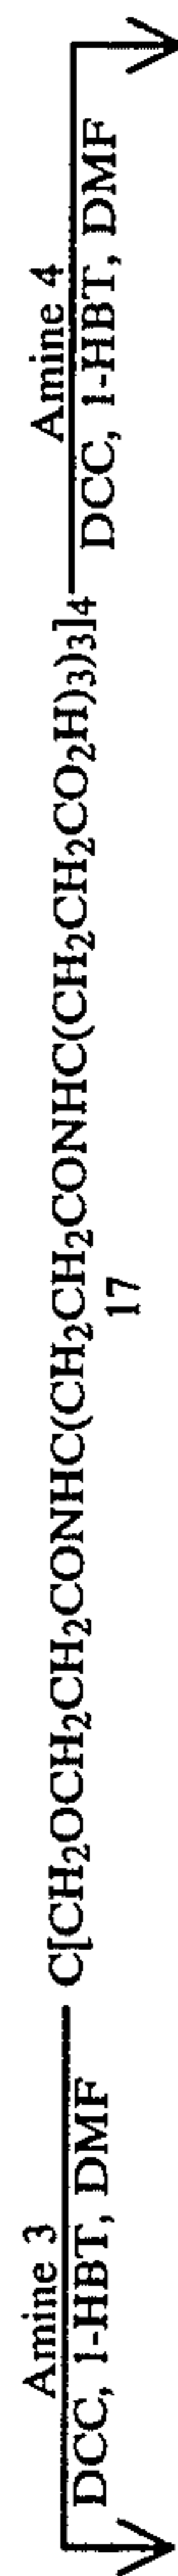 Amine 3
DCC, 1-HBT, DMF
C[CH₂OCH₂CH₂CONHC(CH₂CH₂CONHC(CH₂CH₂CO₂H)₃)₃]₄
17
Amine 4
DCC, 1-HBT, DMF